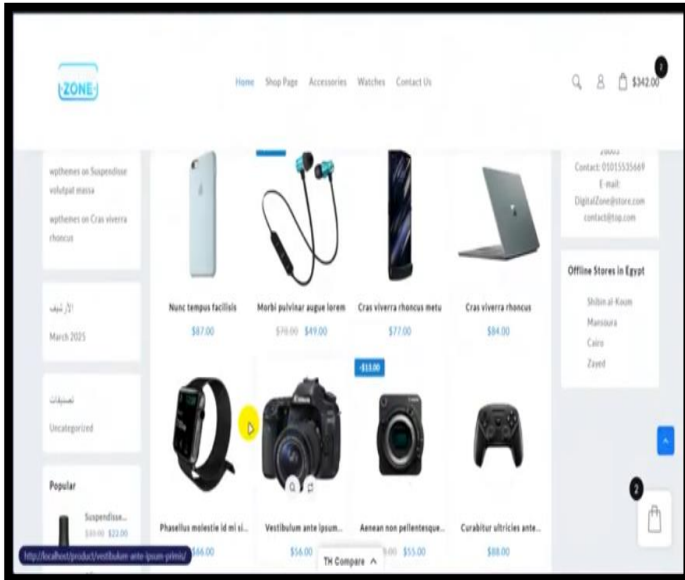 ZONE
Home Shop Page Accessories Watches Contact Us
$342.00
wpthemes on Suspendisse
volutpat massa
wpthemes on Cras viverra
rhoncus
الأرشيف
March 2025
تصنيفات
Uncategorized
Popular
Suspendisse...
$22.00
Nunc tempus facilisis
$87.00
Morbi pulvinar augue lorem
$79.00 $49.00
Cras viverra rhoncus metu
$77.00
Cras viverra rhoncus
$84.00
-$13.00
Phasellus molestie id mi si...
$66.00
Vestibulum ante ipsum...
$56.00
Aenean non pellentesque...
$55.00
Curabitur ultricies ante...
$88.00
TH Compare
Contact: 01015535669
E-mail:
DigitalZone@store.com
contact@top.com
Offline Stores in Egypt
Shibin al-Koum
Mansoura
Cairo
Zayed
2
http://localhost/product/vestibulum-ante-ipsum-primis/